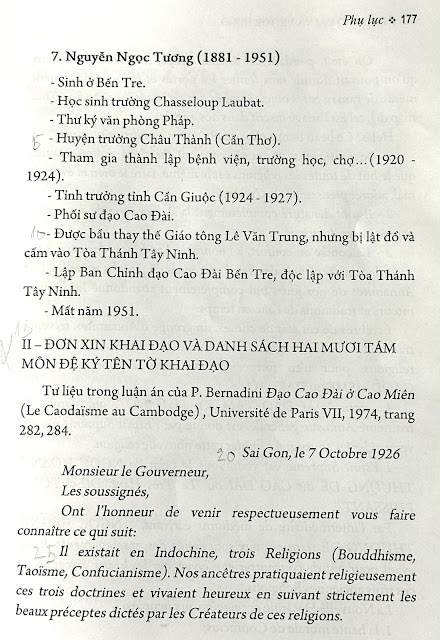 Phụ lục ❖ 177
7. Nguyễn Ngọc Tương (1881 - 1951)
- Sinh ở Bến Tre.
- Học sinh trường Chasseloup Laubat.
- Thư ký văn phòng Pháp.
5 - Huyện trưởng Châu Thành (Cần Thơ).
- Tham gia thành lập bệnh viện, trường học, chợ...(1920 -
1924).
- Tỉnh trưởng tỉnh Cần Giuộc (1924 - 1927).
- Phối sư đạo Cao Đài.
10 - Được bầu thay thế Giáo tông Lê Văn Trung, nhưng bị lật đổ và
cấm vào Tòa Thánh Tây Ninh.
- Lập Ban Chỉnh đạo Cao Đài Bến Tre, độc lập với Tòa Thánh
Tây Ninh.
- Mất năm 1951.
15
II – ĐƠN XIN KHAI ĐẠO VÀ DANH SÁCH HAI MƯƠI TÁM
MÔN ĐỆ KÝ TÊN TỜ KHAI ĐẠO
Tư liệu trong luận án của P. Bernadini Đạo Cao Đài ở Cao Miên
(Le Caodaïsme au Cambodge) , Université de Paris VII, 1974, trang
282, 284.
20 Sai Gon, le 7 Octobre 1926
Monsieur le Gouverneur,
Les soussignés,
Ont l'honneur de venir respectueusement vous faire
connaître ce qui suit:
25 Il existait en Indochine, trois Religions (Bouddhisme,
Taoïsme, Confucianisme). Nos ancêtres pratiquaient religieusement
ces trois doctrines et vivaient heureux en suivant strictement les
beaux préceptes dictés par les Créateurs de ces religions.